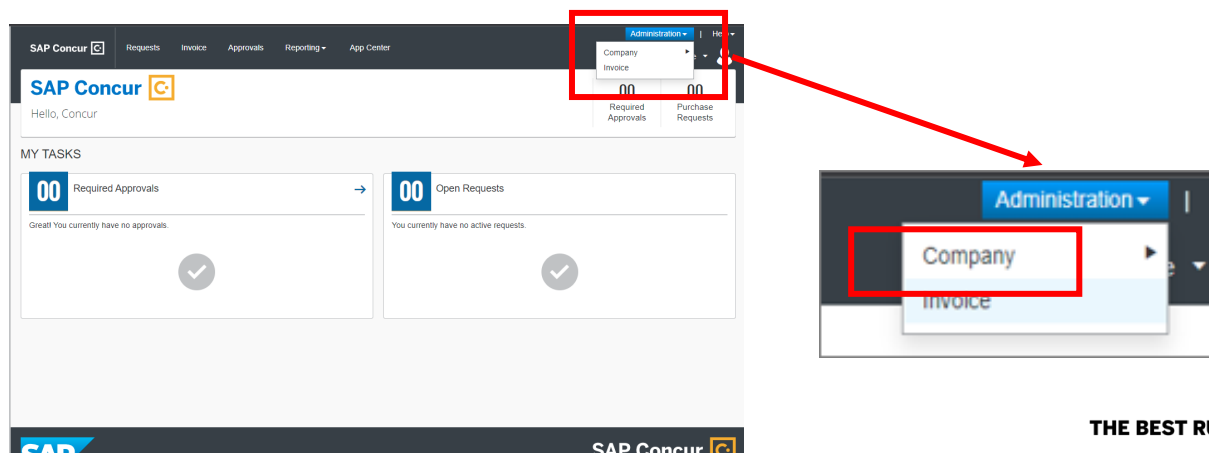 Administration | Help
SAP Concur C. Requests Invoice Approvals Reporting App Center
Company
Invoice
SAP Concur C.
Hello, Concur
00 00
Required Approvals
Purchase Requests
MY TASKS
00 Required Approvals →
Great! You currently have no approvals.
00 Open Requests
You currently have no active requests.
SAP
SAP Concur C.
Administration |
Company
Invoice
THE BEST